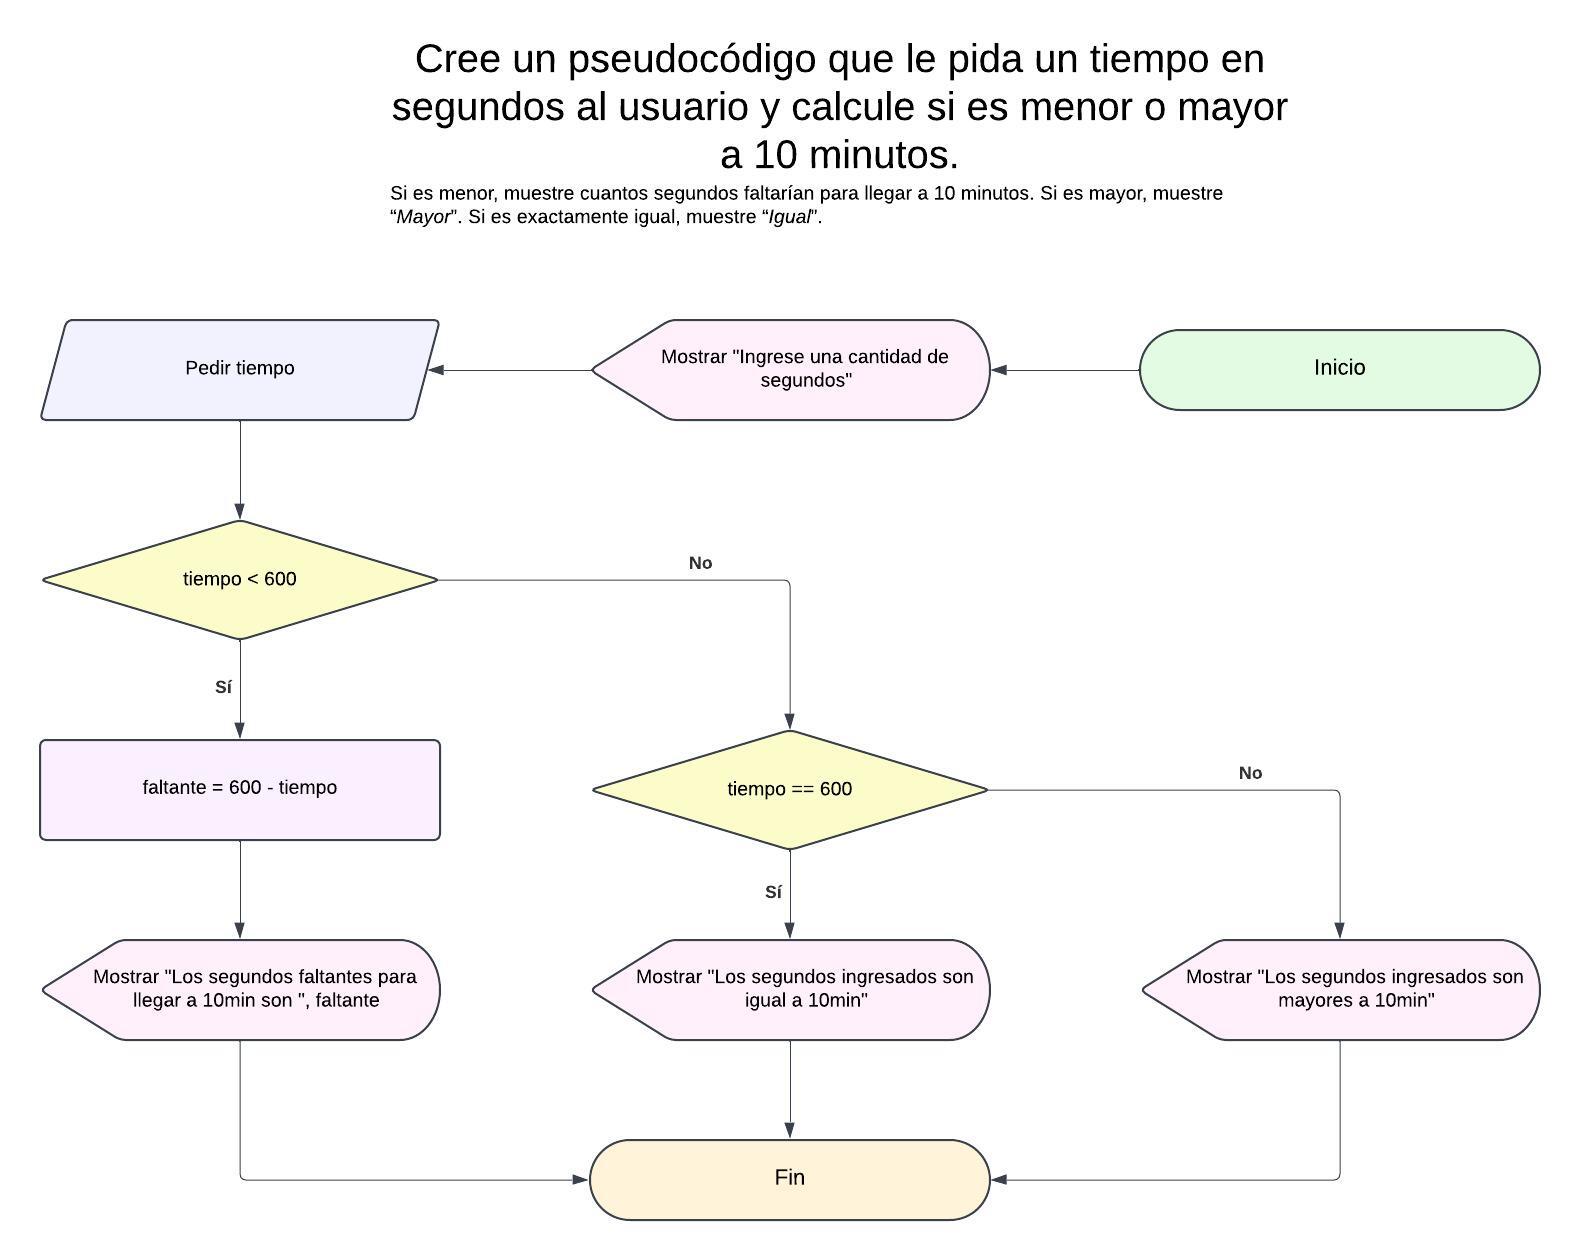 Cree un pseudocódigo que le pida un tiempo en
segundos al usuario y calcule si es menor o mayor
a 10 minutos.
Si es menor, muestre cuantos segundos faltarían para llegar a 10 minutos. Si es mayor, muestre
“Mayor”. Si es exactamente igual, muestre “Igual”.
Pedir tiempo
Mostrar "Ingrese una cantidad de
segundos"
Inicio
tiempo < 600
No
Sí
faltante = 600 - tiempo
tiempo == 600
No
Sí
Mostrar "Los segundos faltantes para
llegar a 10min son ", faltante
Mostrar "Los segundos ingresados son
igual a 10min"
Mostrar "Los segundos ingresados son
mayores a 10min"
Fin